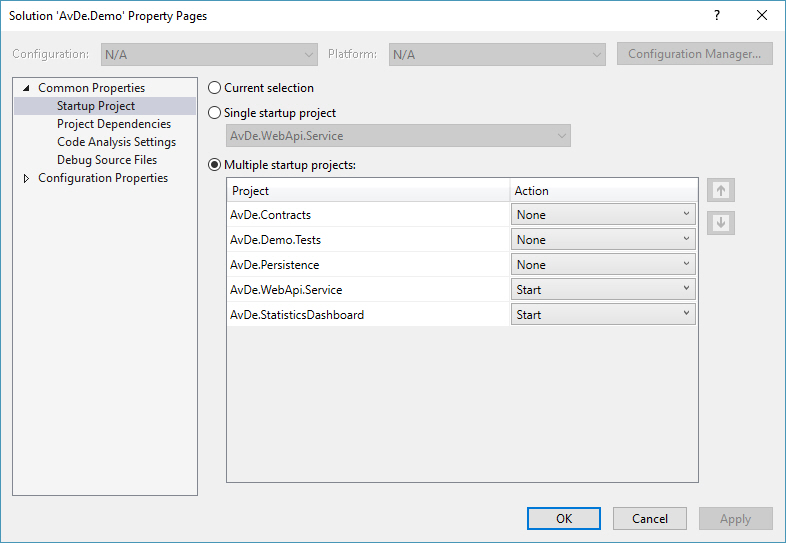 Solution 'AvDe.Demo' Property Pages
?
Configuration: N/A Platform: N/A Configuration Manager...
Common Properties
Startup Project
Project Dependencies
Code Analysis Settings
Debug Source Files
Configuration Properties
Current selection
Single startup project
AvDe.WebApi.Service
Multiple startup projects:
Project Action
AvDe.Contracts None
AvDe.Demo.Tests None
AvDe.Persistence None
AvDe.WebApi.Service Start
AvDe.StatisticsDashboard Start
OK Cancel Apply